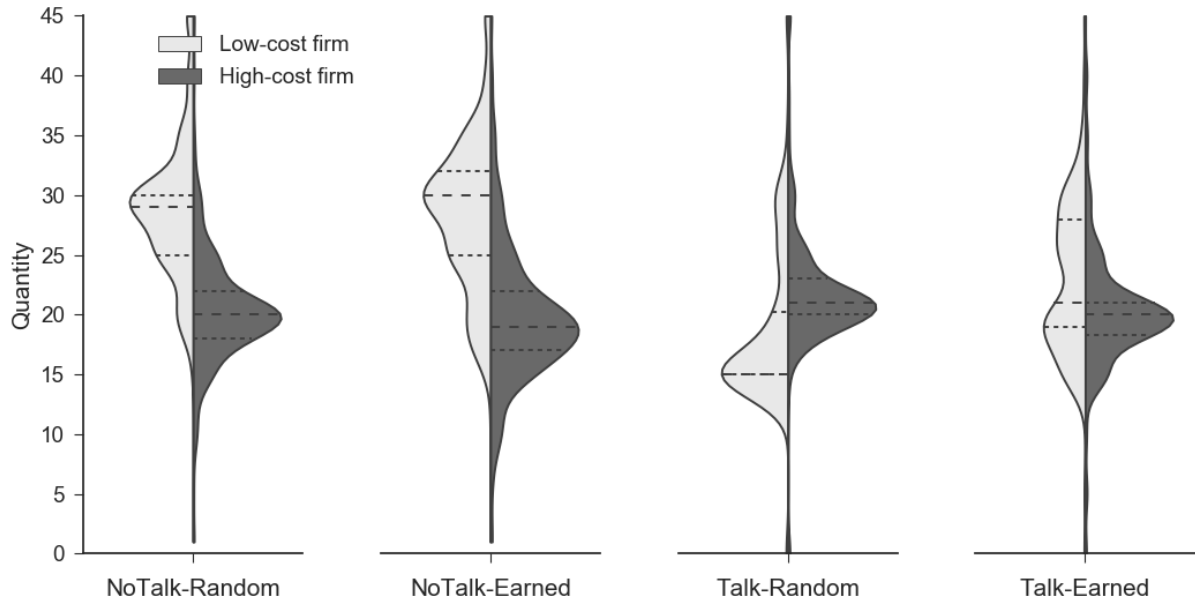 45
40
35
30
25
20
15
10
5
0
Quantity
Low-cost firm
High-cost firm
NoTalk-Random
NoTalk-Earned
Talk-Random
Talk-Earned